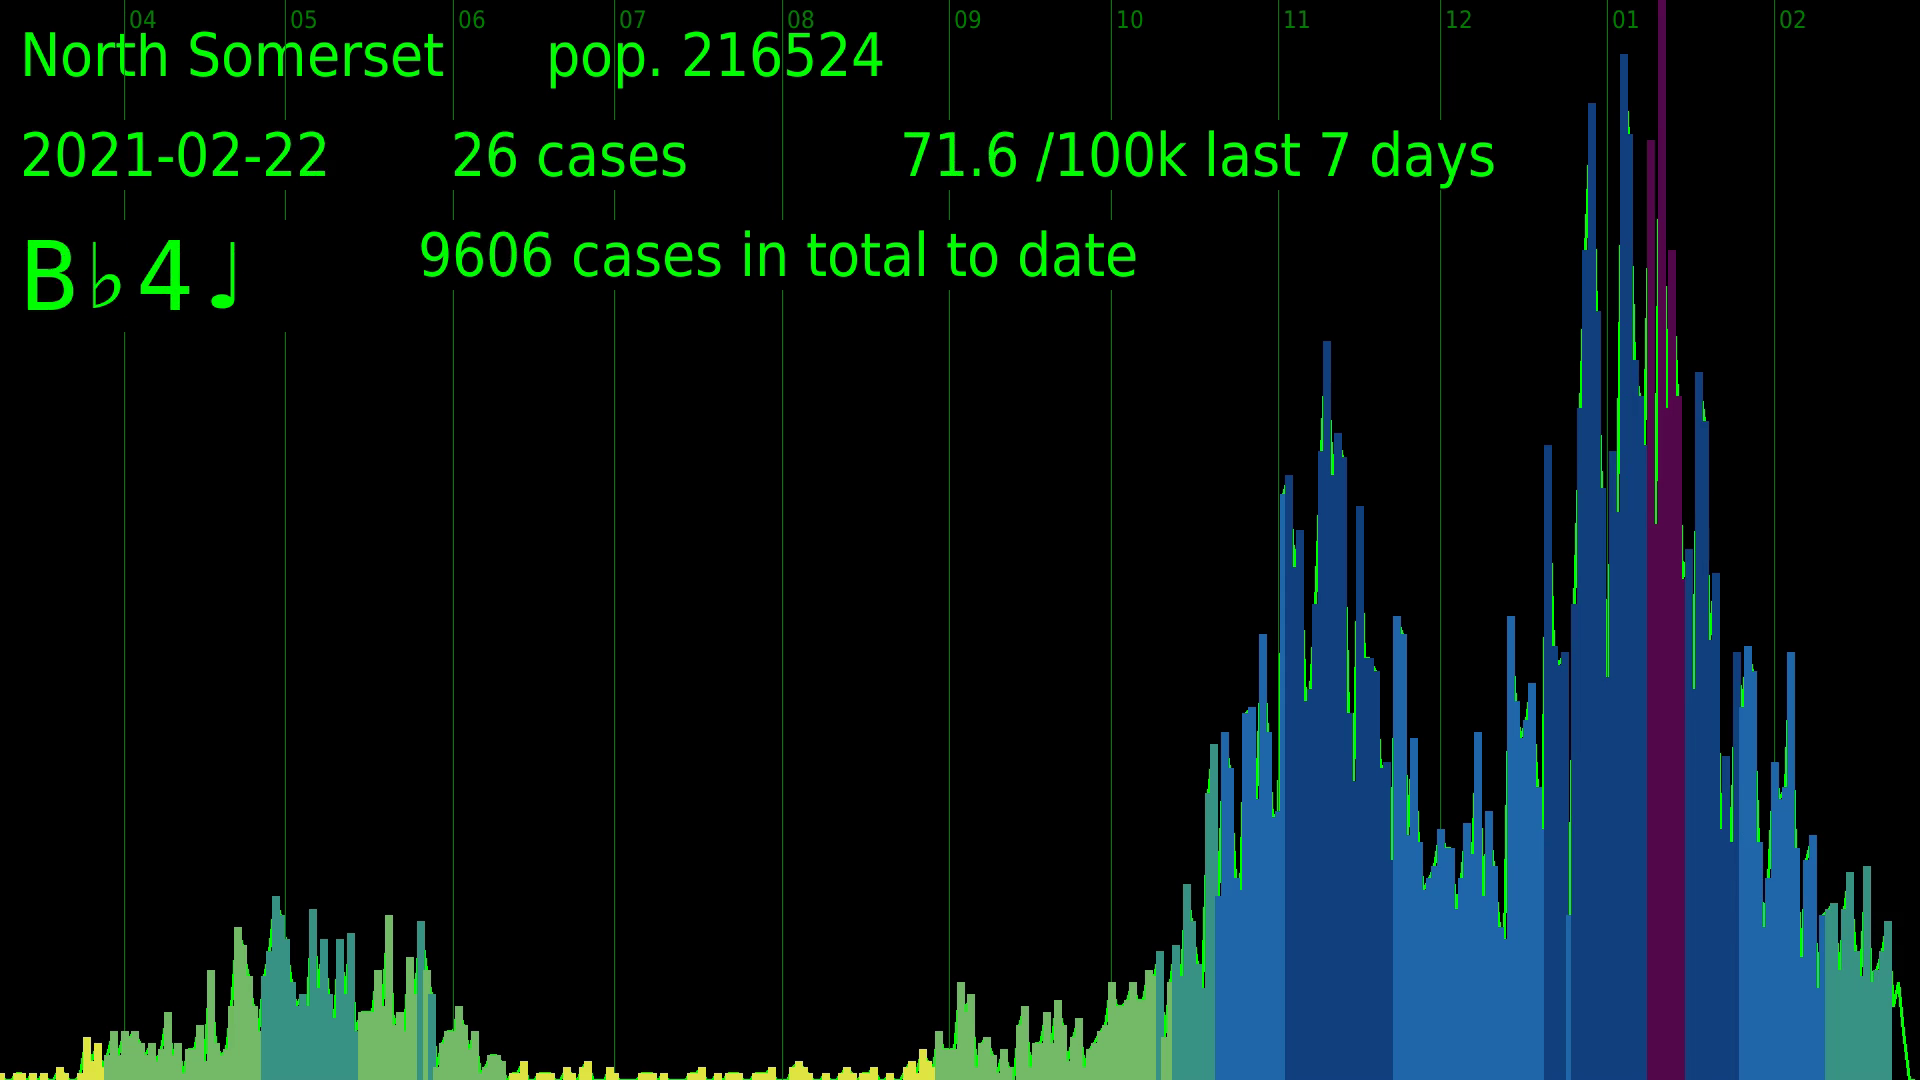 04 05 06 07 08 09 10 11 12 01 02
North Somerset pop. 216524
2021-02-22 26 cases 71.6 /100k last 7 days
B♭4♩ 9606 cases in total to date